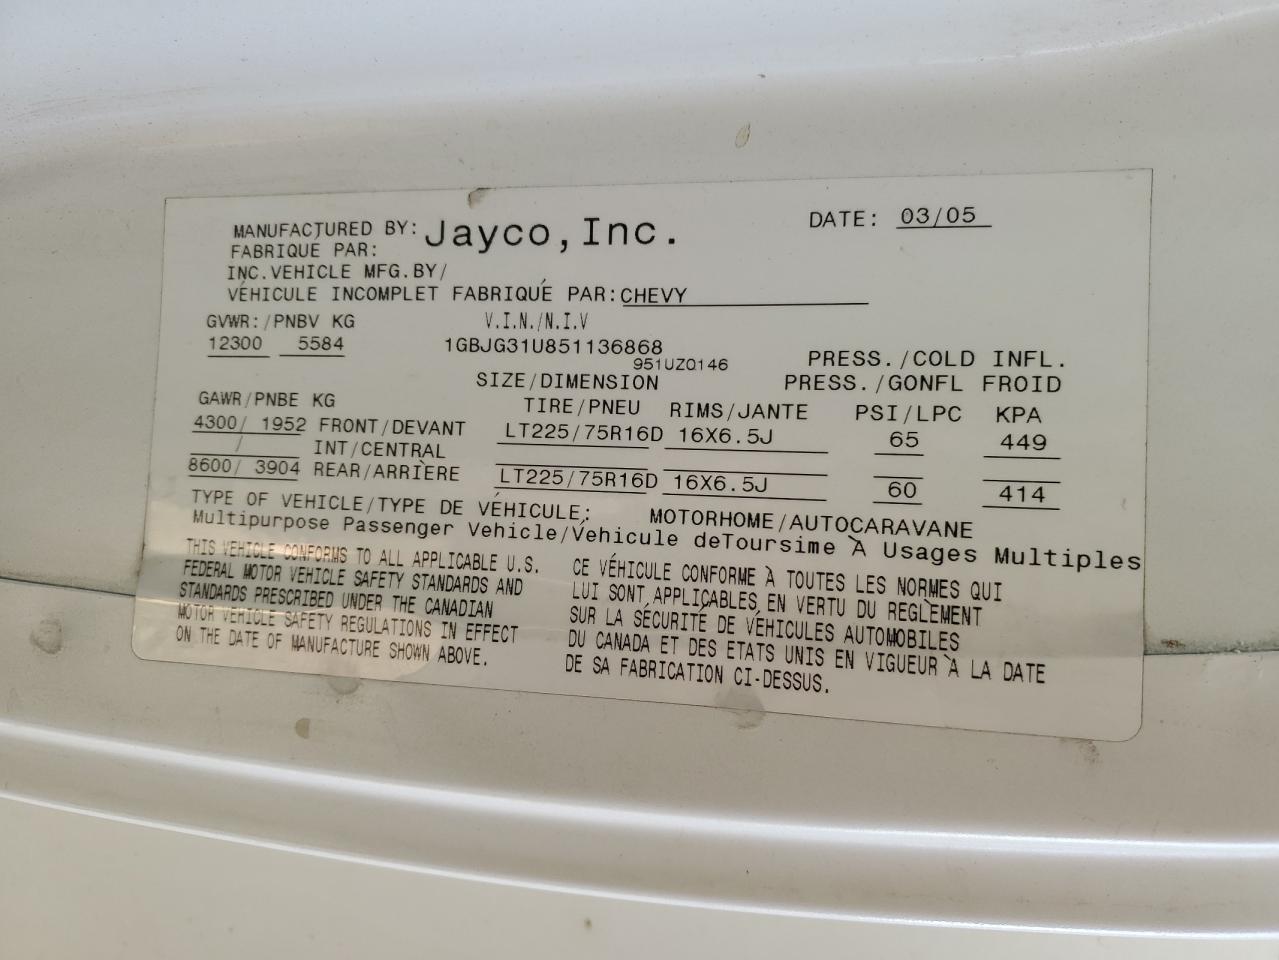 MANUFACTURED BY: Jayco, Inc. DATE: 03/05
FABRIQUE PAR:
INC.VEHICLE MFG.BY/
VÉHICULE INCOMPLET FABRIQUÉ PAR: CHEVY
GVWR:/PNBV KG V.I.N./N.I.V
12300 5584 1GBJG31U851136868
951UZQ146
PRESS./COLD INFL.
SIZE/DIMENSION PRESS./GONFL FROID
GAWR/PNBE KG TIRE/PNEU RIMS/JANTE PSI/LPC KPA
4300/ 1952 FRONT/DEVANT LT225/75R16D 16X6.5J 65 449
/ INT/CENTRAL
8600/ 3904 REAR/ARRIÈRE LT225/75R16D 16X6.5J 60 414
TYPE OF VEHICLE/TYPE DE VÉHICULE: MOTORHOME/AUTOCARAVANE
Multipurpose Passenger Vehicle/Véhicule deToursime À Usages Multiples
THIS VEHICLE CONFORMS TO ALL APPLICABLE U.S.
FEDERAL MOTOR VEHICLE SAFETY STANDARDS AND
STANDARDS PRESCRIBED UNDER THE CANADIAN
MOTOR VEHICLE SAFETY REGULATIONS IN EFFECT
ON THE DATE OF MANUFACTURE SHOWN ABOVE.
CE VÉHICULE CONFORME À TOUTES LES NORMES QUI
LUI SONT APPLICABLES EN VERTU DU REGLÈMENT
SUR LA SÉCURITÉ DE VÉHICULES AUTOMOBILES
DU CANADA ET DES ETATS UNIS EN VIGUEUR À LA DATE
DE SA FABRICATION CI-DESSUS.